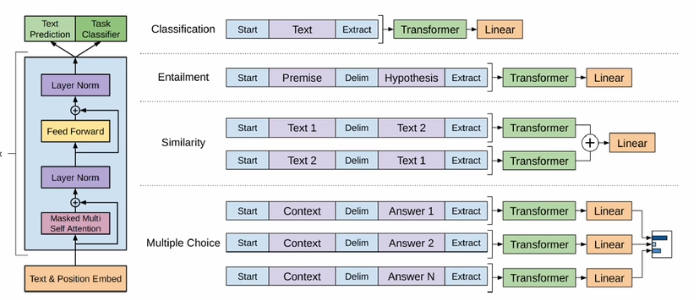 Text
Prediction
Task
Classifier
Layer Norm
Feed Forward
Layer Norm
Masked Multi
Self Attention
Text & Position Embed
Classification
Start Text Extract Transformer Linear
Entailment
Start Premise Delim Hypothesis Extract Transformer Linear
Similarity
Start Text 1 Delim Text 2 Extract Transformer
Start Text 2 Delim Text 1 Extract Transformer
Linear
Multiple Choice
Start Context Delim Answer 1 Extract Transformer Linear
Start Context Delim Answer 2 Extract Transformer Linear
Start Context Delim Answer N Extract Transformer Linear